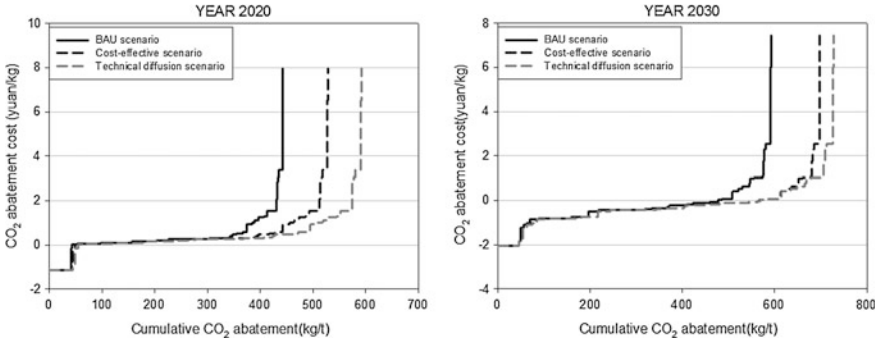 YEAR 2020
BAU scenario
Cost-effective scenario
Technical diffusion scenario
CO2 abatement cost (yuan/kg)
10
8
6
4
2
0
-2
0 100 200 300 400 500 600 700
Cumulative CO2 abatement(kg/t)
YEAR 2030
BAU scenario
Cost-effective scenario
Technical diffusion scenario
CO2 abatement cost(yuan/kg)
8
6
4
2
0
-2
-4
0 200 400 600 800
Cumulative CO2 abatement(kg/t)